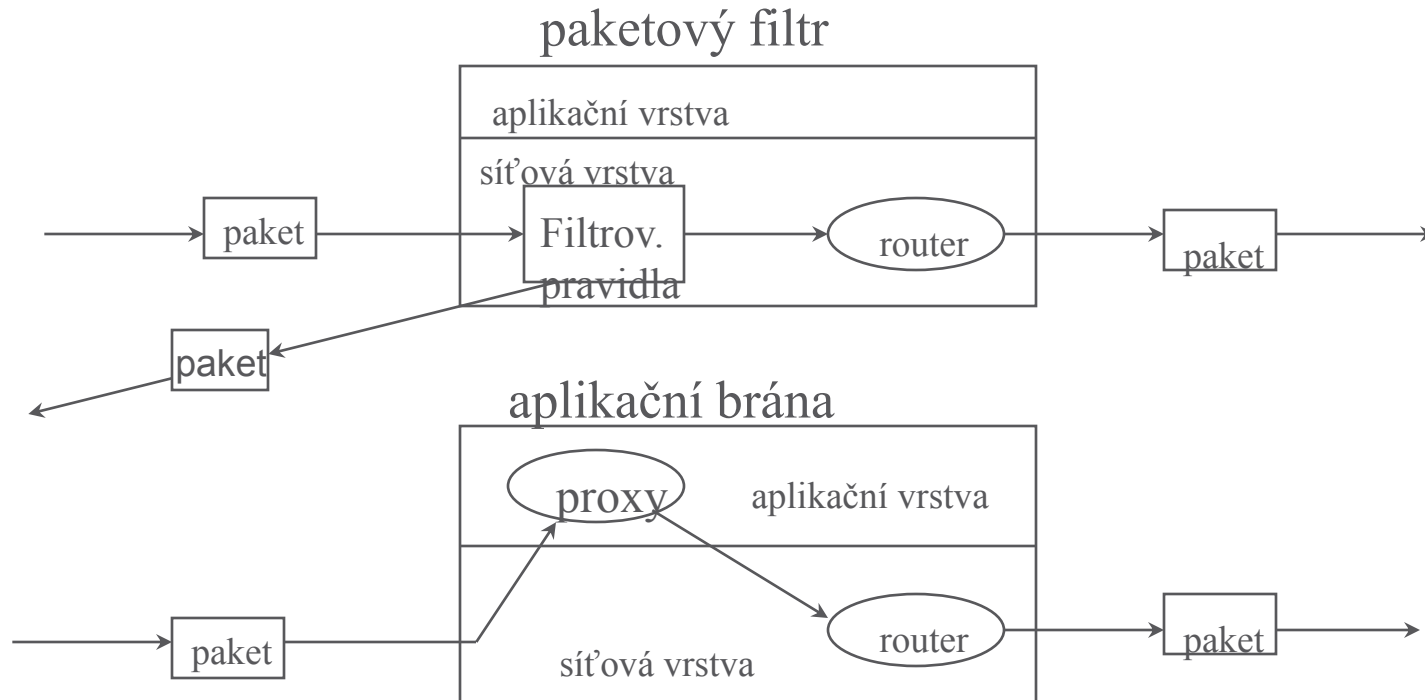 paketový filtr
aplikační vrstva
síťová vrstva
paket
Filtrov.
pravidla
router
paket
paket
aplikační brána
proxy
aplikační vrstva
paket
síťová vrstva
router
paket